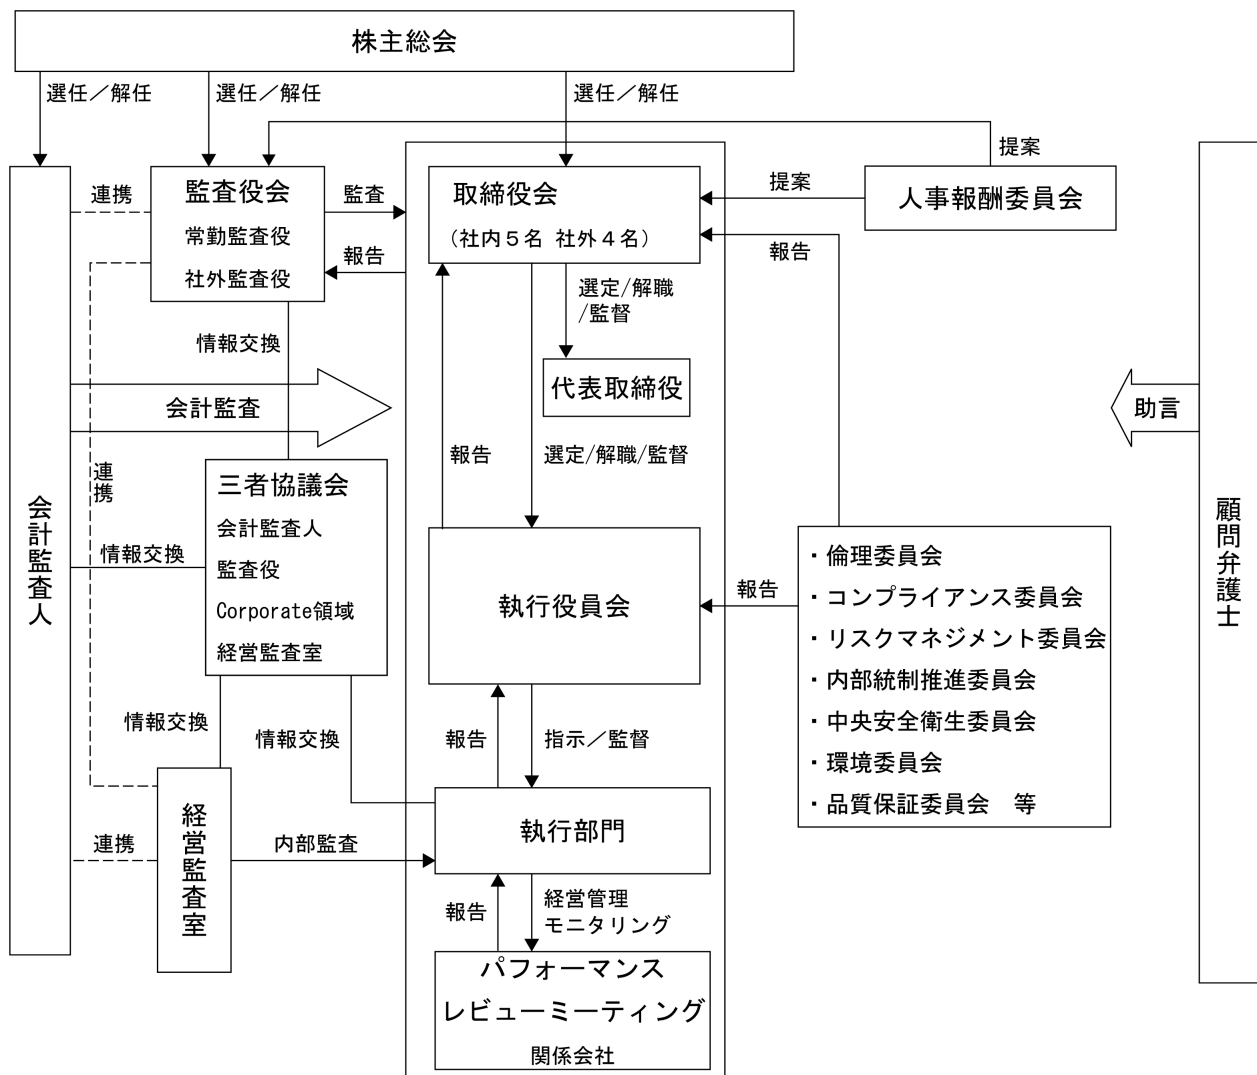 株主総会
選任／解任
選任／解任
選任／解任
提案
監査役会
常勤監査役
社外監査役
連携
監査
報告
取締役会
(社内５名 社外４名)
提案
人事報酬委員会
報告
選定/解職
/監督
代表取締役
情報交換
会計監査
助言
報告
選定/解職/監督
連携
三者協議会
会計監査人
監査役
Corporate領域
経営監査室
会計監査人
情報交換
執行役員会
報告
・倫理委員会
・コンプライアンス委員会
・リスクマネジメント委員会
・内部統制推進委員会
・中央安全衛生委員会
・環境委員会
・品質保証委員会　等
顧問弁護士
情報交換
情報交換
報告
指示／監督
経営監査室
連携
内部監査
執行部門
報告
経営管理
モニタリング
パフォーマンス
レビューミーティング
関係会社